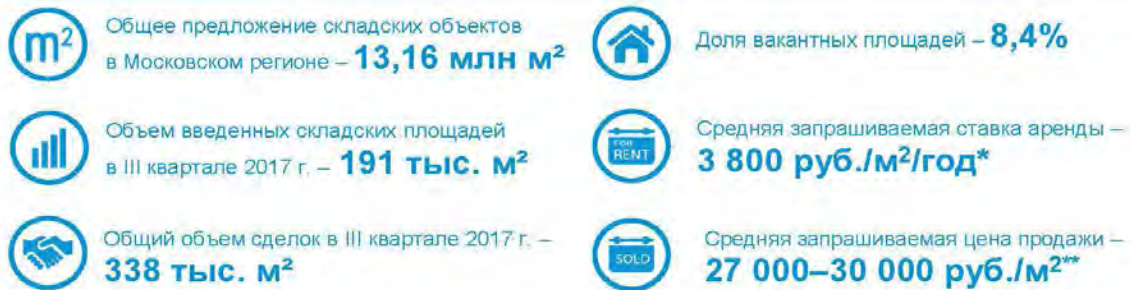 m²
Общее предложение складских объектов
в Московском регионе – 13,16 млн м²
Доля вакантных площадей – 8,4%
Объем введенных складских площадей
в III квартале 2017 г. – 191 тыс. м²
FOR
RENT
Средняя запрашиваемая ставка аренды –
3 800 руб./м²/год*
Общий объем сделок в III квартале 2017 г. –
338 тыс. м²
SOLD
Средняя запрашиваемая цена продажи –
27 000–30 000 руб./м²**